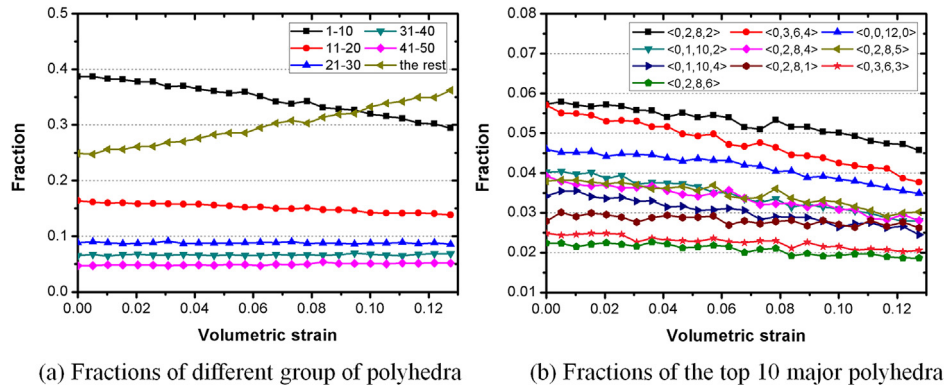 (a)
0.5
0.4
0.3
0.2
0.1
0.0
Fraction
1-10
31-40
11-20
41-50
21-30
the rest
0.00 0.02 0.04 0.06 0.08 0.10 0.12
Volumetric strain
(a) Fractions of different group of polyhedra
(b)
0.08
0.07
0.06
0.05
0.04
0.03
0.02
0.01
Fraction
<0,2,8,2> <0,3,6,4> <0,0,12,0>
<0,1,10,2> <0,2,8,4> <0,2,8,5>
<0,1,10,4> <0,2,8,1> <0,3,6,3>
<0,2,8,6>
0.00 0.02 0.04 0.06 0.08 0.10 0.12
Volumetric strain
(b) Fractions of the top 10 major polyhedra